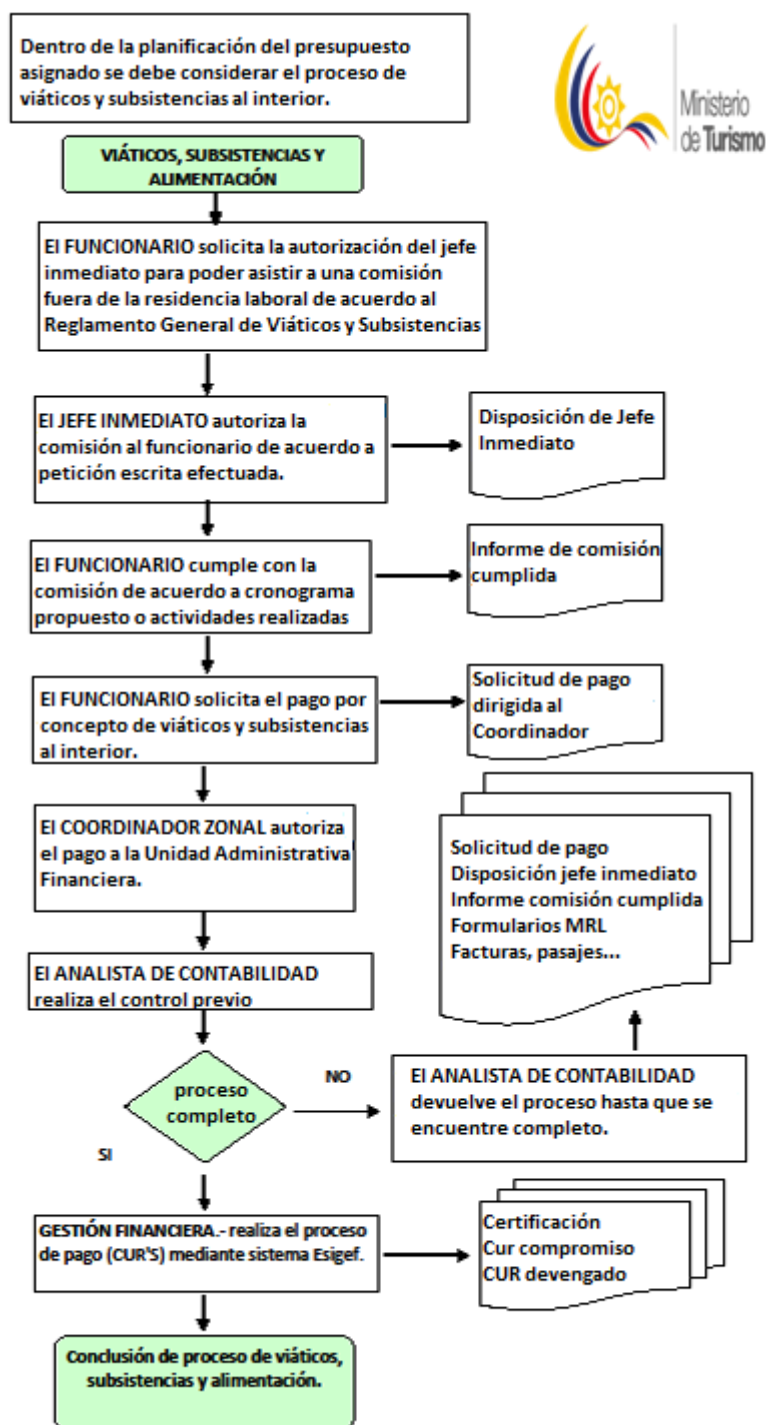 Dentro de la planificación del presupuesto
asignado se debe considerar el proceso de
viáticos y subsistencias al interior.
Ministerio
de Turismo
VIÁTICOS, SUBSISTENCIAS Y
ALIMENTACIÓN
El FUNCIONARIO solicita la autorización del jefe
inmediato para poder asistir a una comisión
fuera de la residencia laboral de acuerdo al
Reglamento General de Viáticos y Subsistencias
El JEFE INMEDIATO autoriza la
comisión al funcionario de acuerdo a
petición escrita efectuada.
Disposición de Jefe
Inmediato
El FUNCIONARIO cumple con la
comisión de acuerdo a cronograma
propuesto o actividades realizadas
Informe de comisión
cumplida
El FUNCIONARIO solicita el pago por
concepto de viáticos y subsistencias
al interior.
Solicitud de pago
dirigida al
Coordinador
El COORDINADOR ZONAL autoriza
el pago a la Unidad Administrativa
Financiera.
Solicitud de pago
Disposición jefe inmediato
Informe comisión cumplida
Formularios MRL
Facturas, pasajes...
El ANALISTA DE CONTABILIDAD
realiza el control previo
proceso
completo
NO
El ANALISTA DE CONTABILIDAD
devuelve el proceso hasta que se
encuentre completo.
SI
GESTIÓN FINANCIERA.- realiza el proceso
de pago (CUR'S) mediante sistema Esigef.
Certificación
Cur compromiso
CUR devengado
Conclusión de proceso de viáticos,
subsistencias y alimentación.